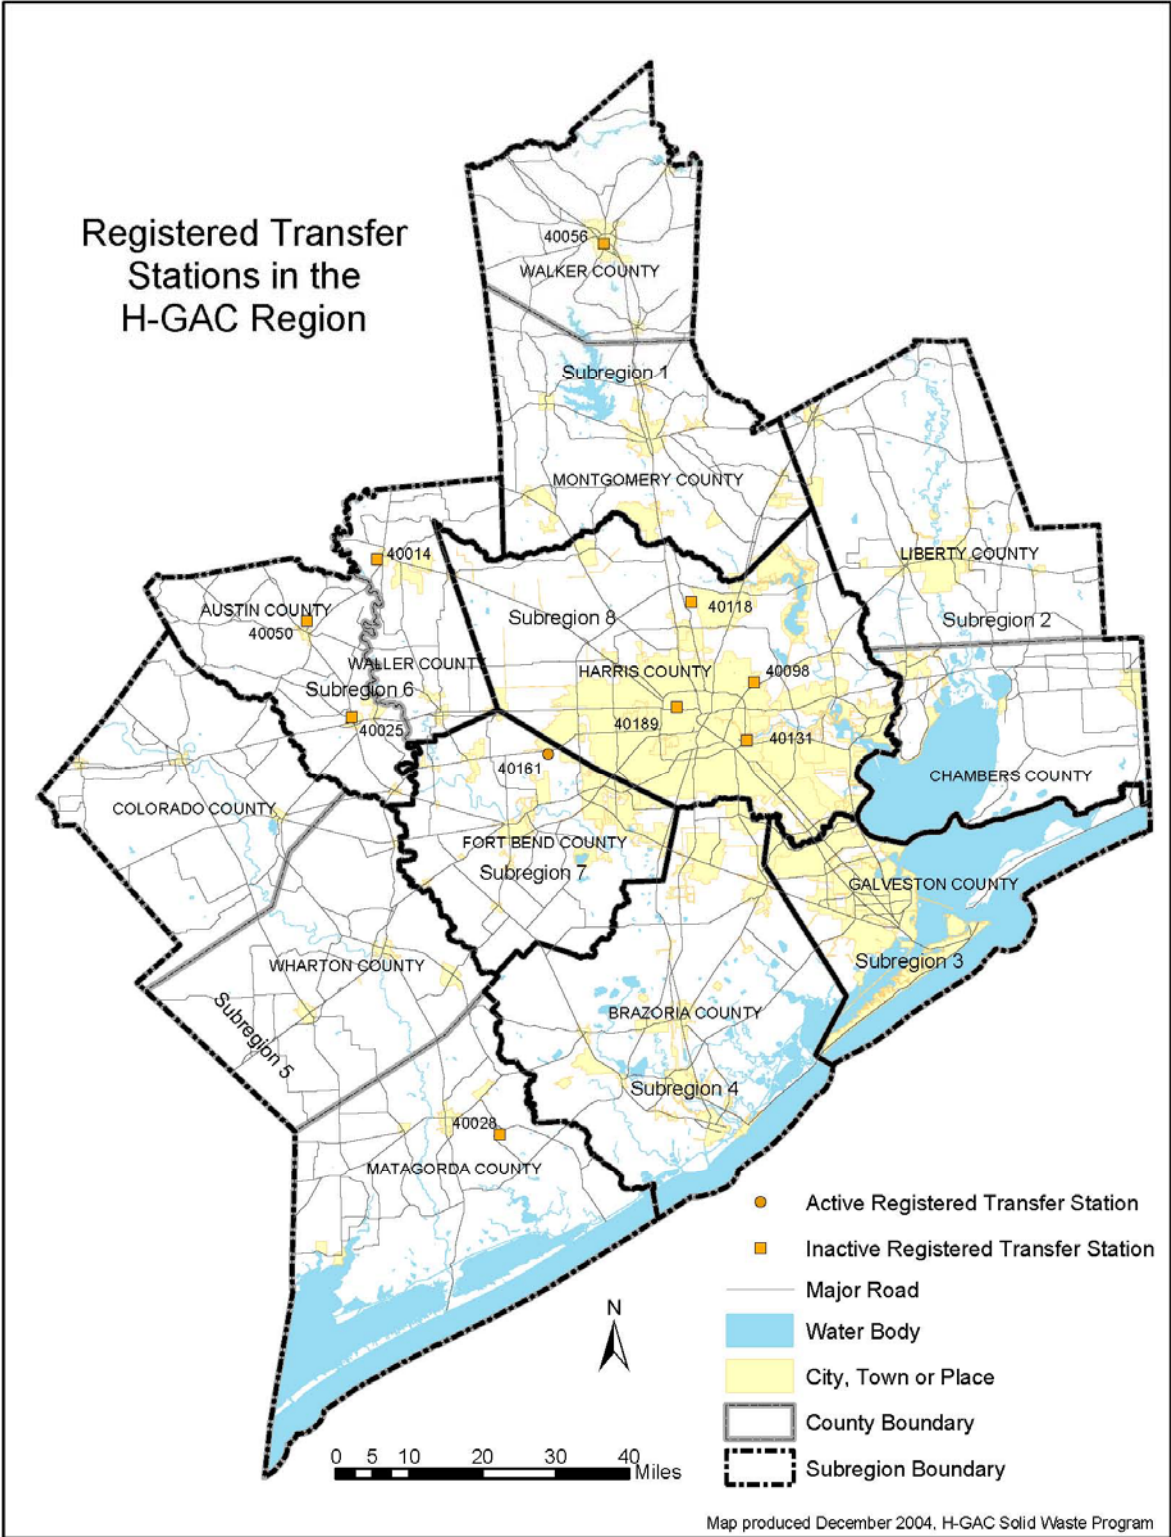 Registered Transfer
Stations in the
H-GAC Region
40056
WALKER COUNTY
Subregion 1
MONTGOMERY COUNTY
40014
LIBERTY COUNTY
AUSTIN COUNTY
40050
Subregion 8
40118
Subregion 2
WALLER COUNTY
HARRIS COUNTY
40098
Subregion 6
40025
40189
40131
40161
CHAMBERS COUNTY
COLORADO COUNTY
FORT BEND COUNTY
Subregion 7
GALVESTON COUNTY
WHARTON COUNTY
Subregion 3
Subregion 5
BRAZORIA COUNTY
Subregion 4
40028
MATAGORDA COUNTY
Active Registered Transfer Station
Inactive Registered Transfer Station
Major Road
Water Body
City, Town or Place
County Boundary
Subregion Boundary
N
0 5 10 20 30 40
Miles
Map produced December 2004, H-GAC Solid Waste Program